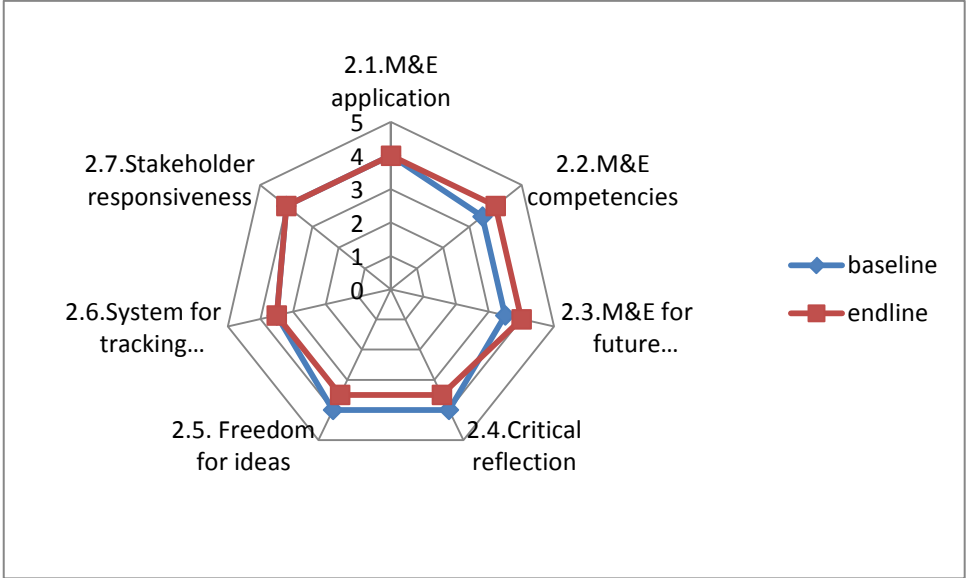 2.1.M&E
application
5
4
3
2
1
0
2.2.M&E
competencies
2.3.M&E for
future...
2.4.Critical
reflection
2.5. Freedom
for ideas
2.6.System for
tracking...
2.7.Stakeholder
responsiveness
baseline
endline